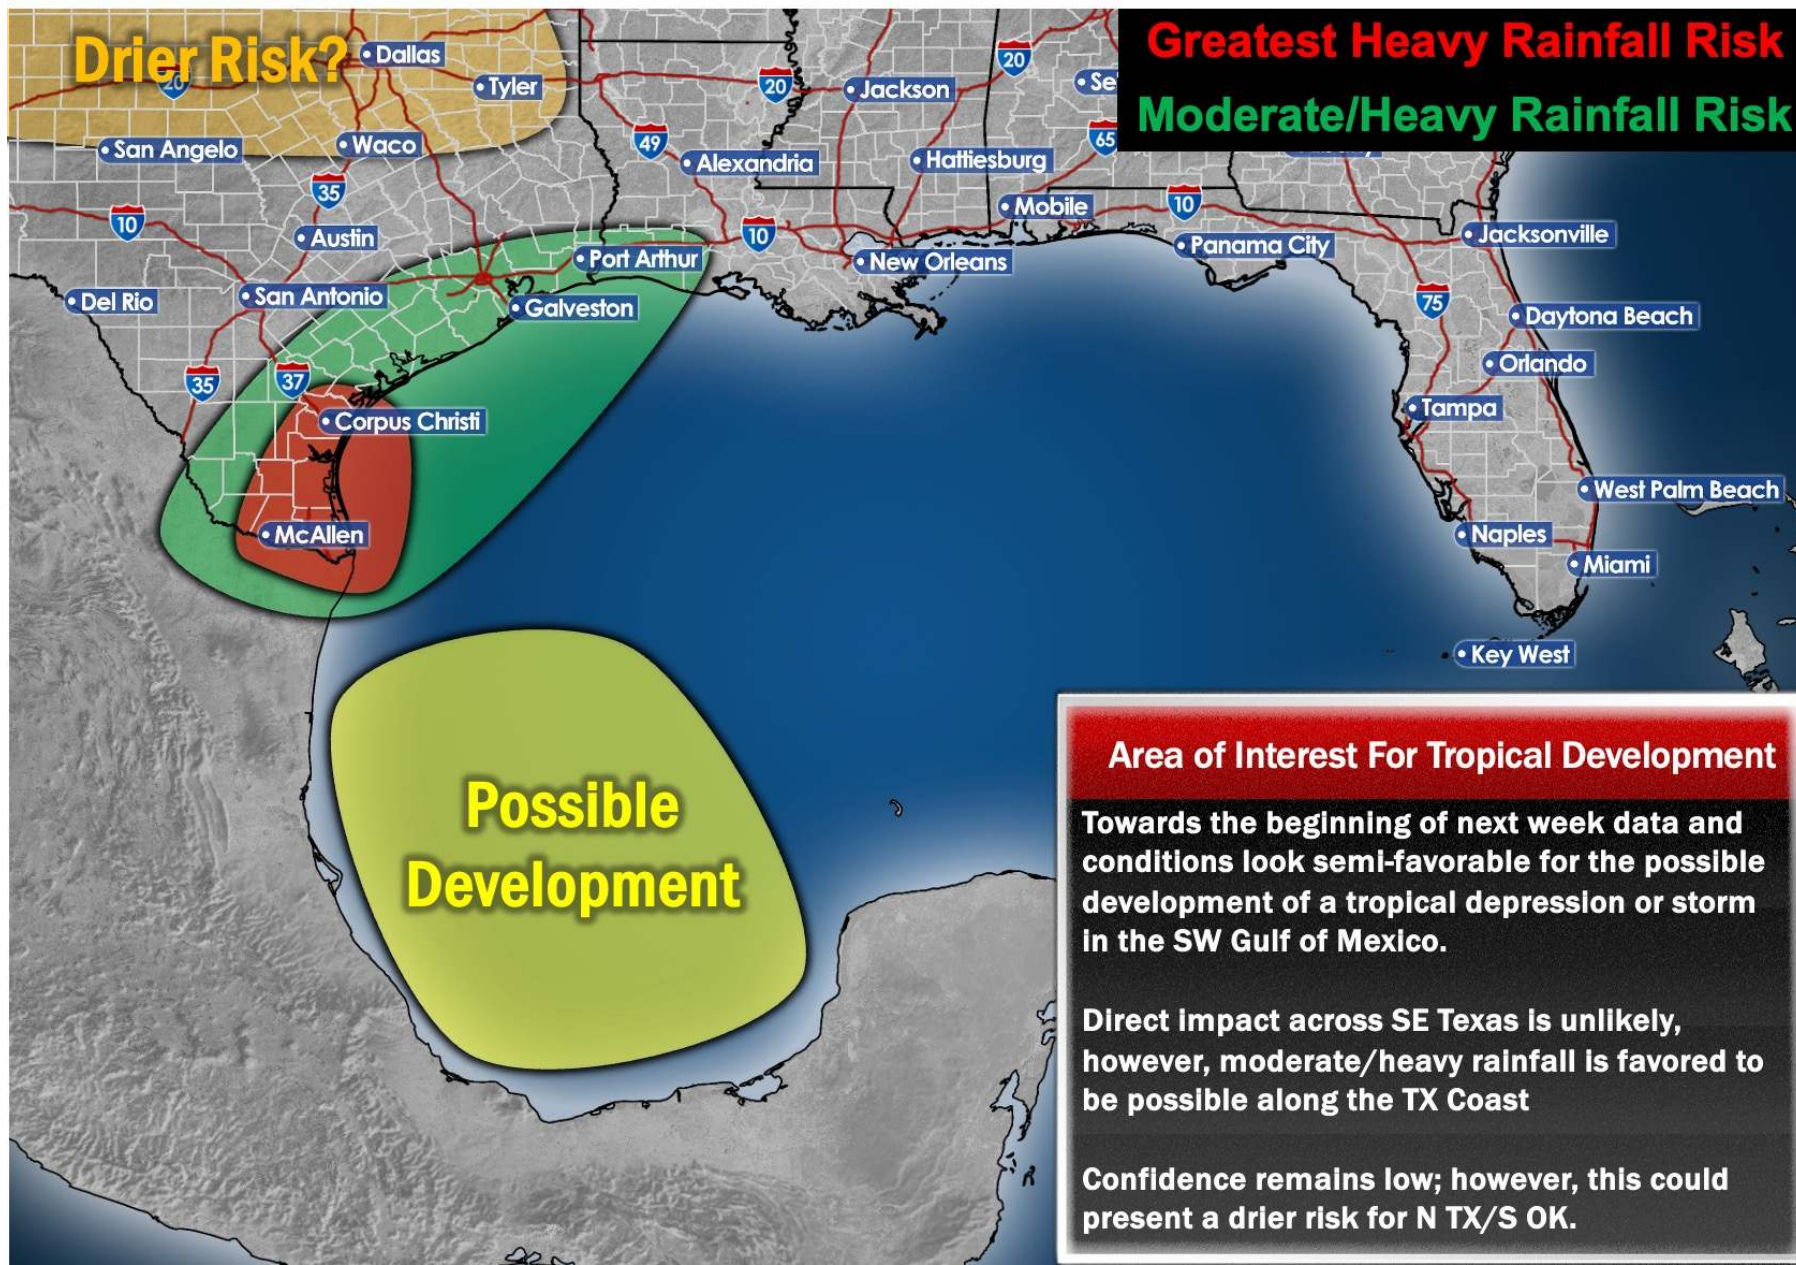 Greatest Heavy Rainfall Risk
Moderate/Heavy Rainfall Risk
Drier Risk?
Dallas
20
Tyler
20
Jackson
20
Se
San Angelo
Waco
49
Alexandria
Hattiesburg
65
35
Mobile
10
10
Austin
10
Jacksonville
Port Arthur
New Orleans
Panama City
Del Rio
San Antonio
Galveston
75
Daytona Beach
Orlando
35
37
Corpus Christi
Tampa
West Palm Beach
McAllen
Naples
Miami
Key West
Possible
Development
Area of Interest For Tropical Development
Towards the beginning of next week data and
conditions look semi-favorable for the possible
development of a tropical depression or storm
in the SW Gulf of Mexico.
Direct impact across SE Texas is unlikely,
however, moderate/heavy rainfall is favored to
be possible along the TX Coast
Confidence remains low; however, this could
present a drier risk for N TX/S OK.